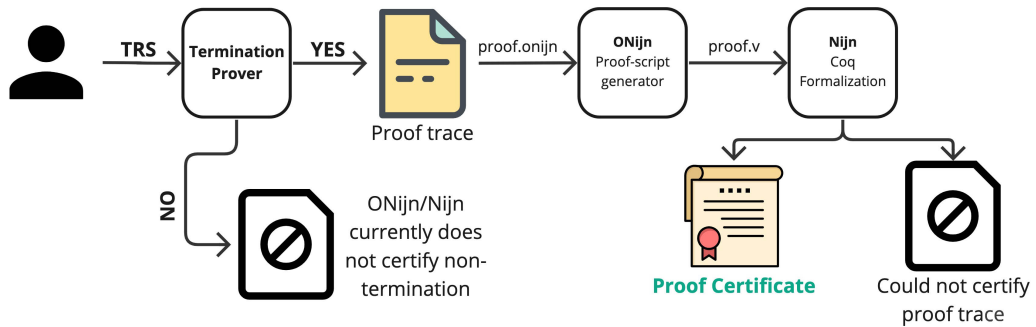 TRS
Termination
Prover
YES
Proof trace
proof.onijn
ONijn
Proof-script
generator
proof.v
Nijn
Coq
Formalization
NO
ONijn/Nijn
currently does
not certify non-
termination
Proof Certificate
Could not certify
proof trace